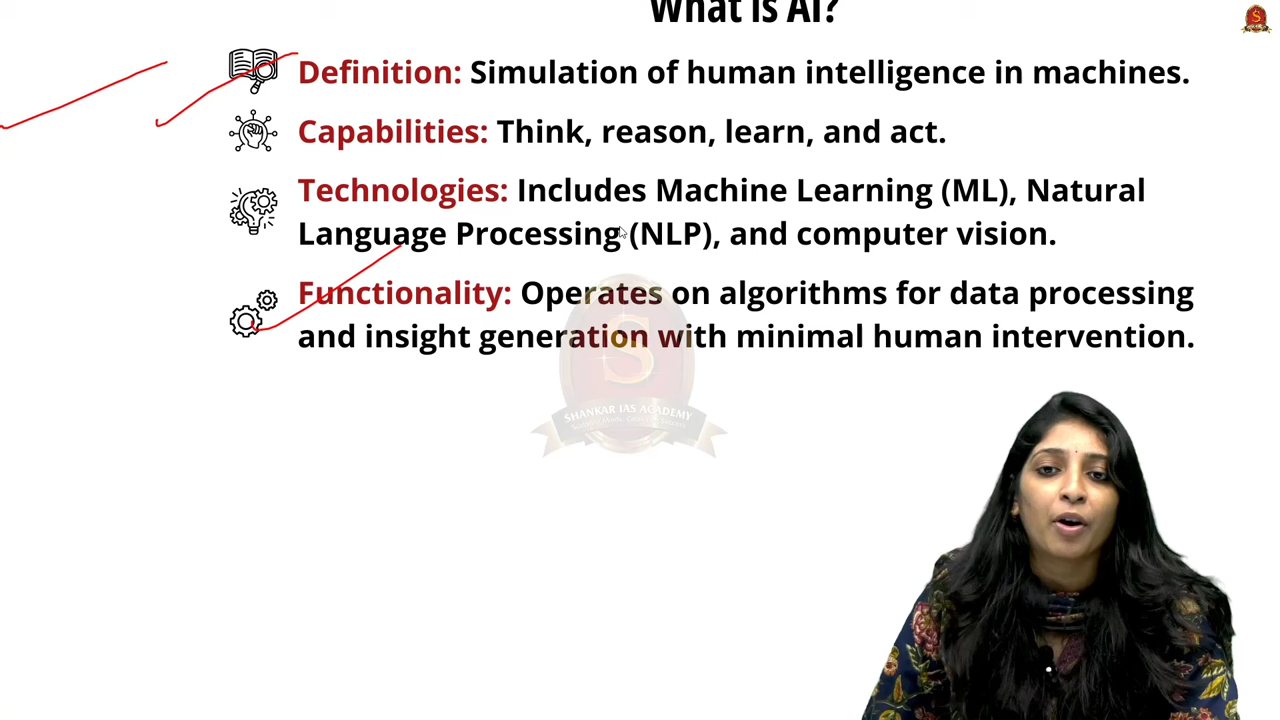 What is AI?
Definition: Simulation of human intelligence in machines.
Capabilities: Think, reason, learn, and act.
Technologies: Includes Machine Learning (ML), Natural
Language Processing (NLP), and computer vision.
Functionality: Operates on algorithms for data processing
and insight generation with minimal human intervention.
S
SHANKAR IAS ACADEMY